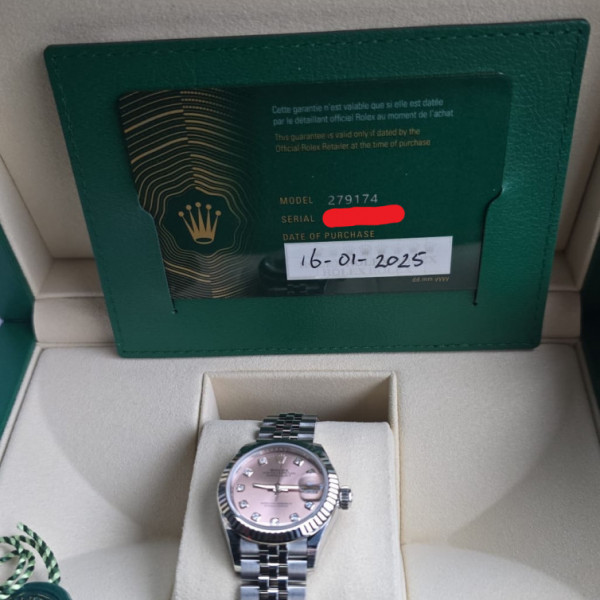 Cette garantie n'est valable que si elle est datée
par le détaillant officiel Rolex au moment de l'achat
This guarantee is valid only if dated by the
Official Rolex Retailer at the time of purchase
MODEL 279174
SERIAL
DATE OF PURCHASE
16-01-2025
ROLEX